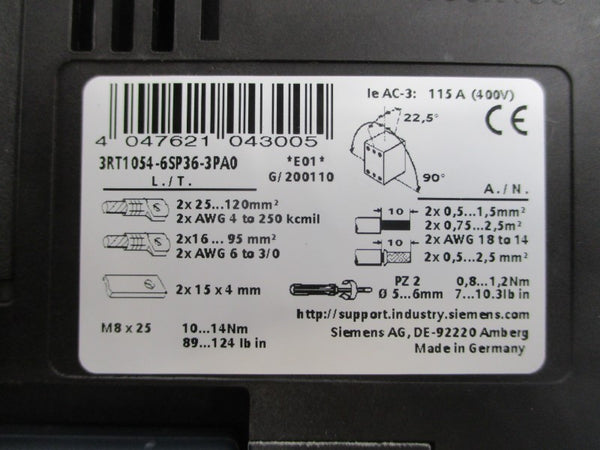 Ie AC-3: 115 A (400V)
4 047621 043005
22,5°
CE
3RT1054-6SP36-3PA0
*E01*
G/200110
90°
L./T.
A./N.
2x 25...120mm²
2x AWG 4 to 250 kcmil
10
2x 0,5...1,5mm²
2x 0,75...2,5m²
2x16... 95 mm²
2x AWG 6 to 3/0
10
2x AWG 18 to 14
2x 0,5...2,5 mm²
2x 15 x 4 mm
PZ 2
0,8...1,2Nm
Ø 5...6mm
7...10.3lb in
M8 x 25
10...14Nm
89...124 lb in
http://support.industry.siemens.com
Siemens AG, DE-92220 Amberg
Made in Germany